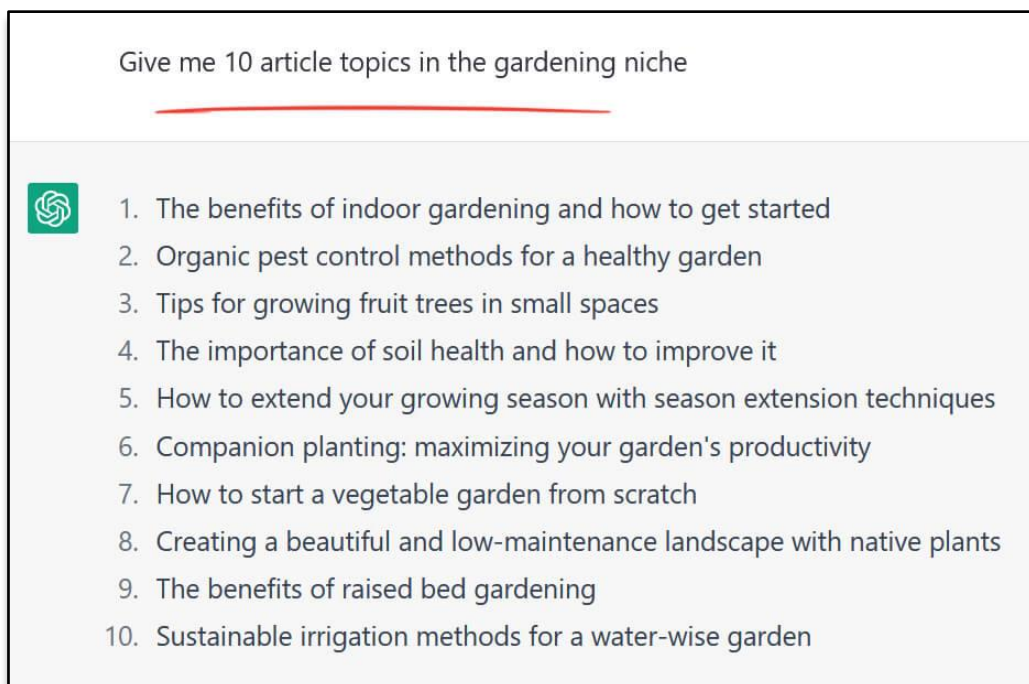 Give me 10 article topics in the gardening niche
1. The benefits of indoor gardening and how to get started
2. Organic pest control methods for a healthy garden
3. Tips for growing fruit trees in small spaces
4. The importance of soil health and how to improve it
5. How to extend your growing season with season extension techniques
6. Companion planting: maximizing your garden's productivity
7. How to start a vegetable garden from scratch
8. Creating a beautiful and low-maintenance landscape with native plants
9. The benefits of raised bed gardening
10. Sustainable irrigation methods for a water-wise garden